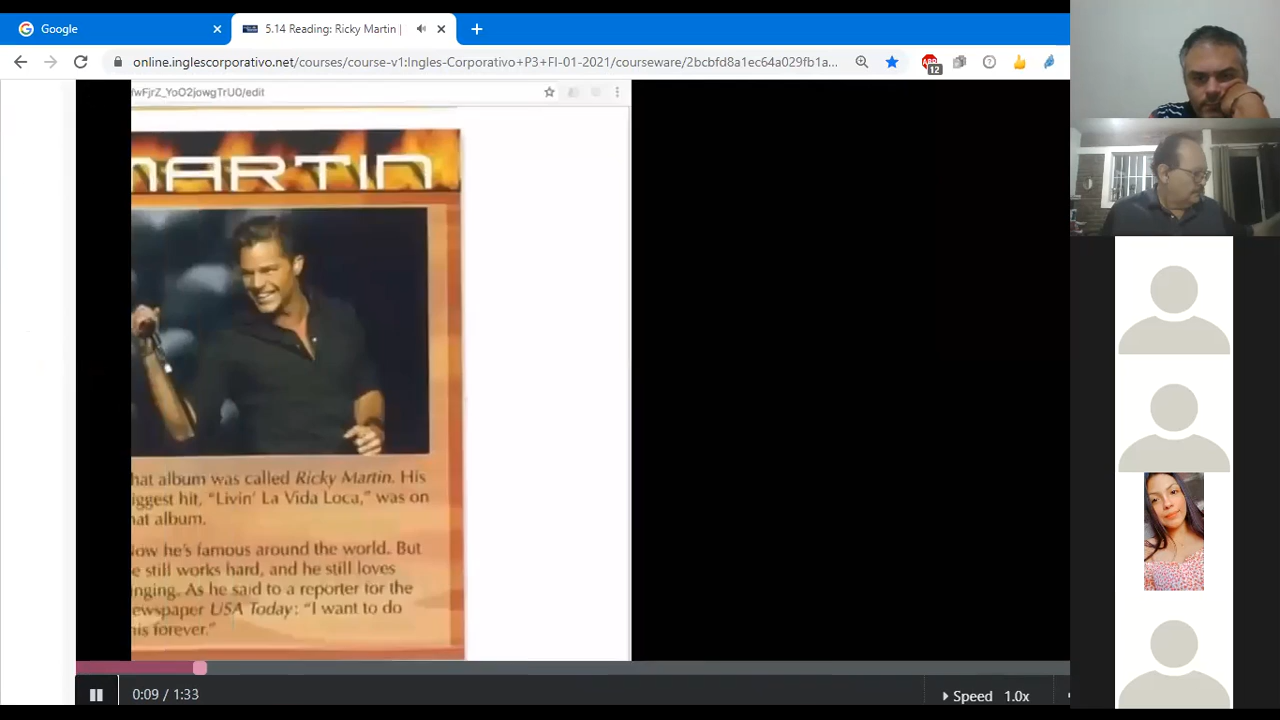 Google
5.14 Reading: Ricky Martin |
online.inglescorporativo.net/courses/course-v1:Ingles-Corporativo+P3+FI-01-2021/courseware/2bcbfd8a1ec64a029fb1a...
ABP
12
/wFjrZ_YoO2jowgTrU0/edit
MARTIN
hat album was called Ricky Martin. His
iggest hit, "Livin' La Vida Loca," was on
hat album.
low he's famous around the world. But
e still works hard, and he still loves
nging. As he said to a reporter for the
ewspaper USA Today: "I want to do
his forever."
0:09 / 1:33
Speed 1.0x